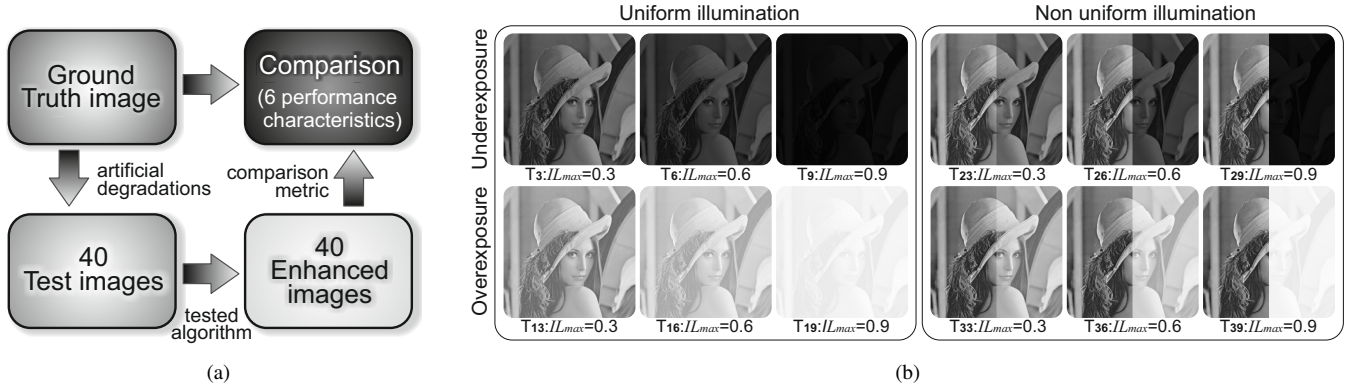 Ground
Truth image
Comparison
(6 performance
characteristics)
artificial
degradations
comparison
metric
40
Test images
tested
algorithm
40
Enhanced
images
(a)
Uniform illumination
Non uniform illumination
Underexposure
T3:ILmax=0.3
T6:ILmax=0.6
T9:ILmax=0.9
T23:ILmax=0.3
T26:ILmax=0.6
T29:ILmax=0.9
Overexposure
T13:ILmax=0.3
T16:ILmax=0.6
T19:ILmax=0.9
T33:ILmax=0.3
T36:ILmax=0.6
T39:ILmax=0.9
(b)